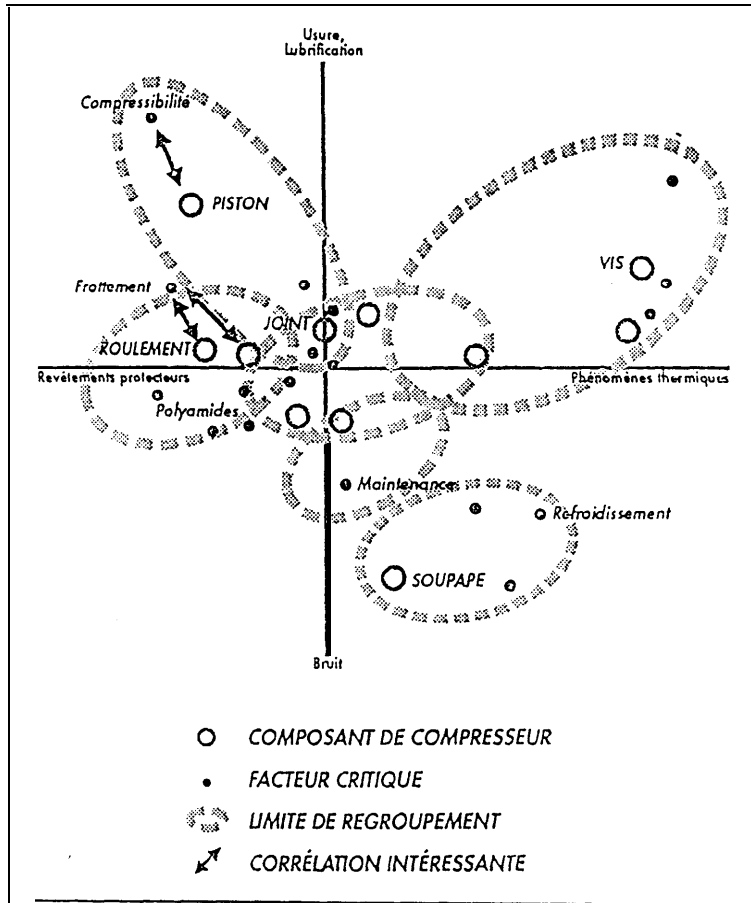 Usure,
Lubrification
Compressibilité
PISTON
VIS
Frottement
JOINT
ROULEMENT
Revêlements protecteurs
Phénomènes thermiques
Polyamides
Maintenance
Refroidissement
SOUPAPE
Bruit
COMPOSANT DE COMPRESSEUR
FACTEUR CRITIQUE
LIMITE DE REGROUPEMENT
CORRÉLATION INTÉRESSANTE